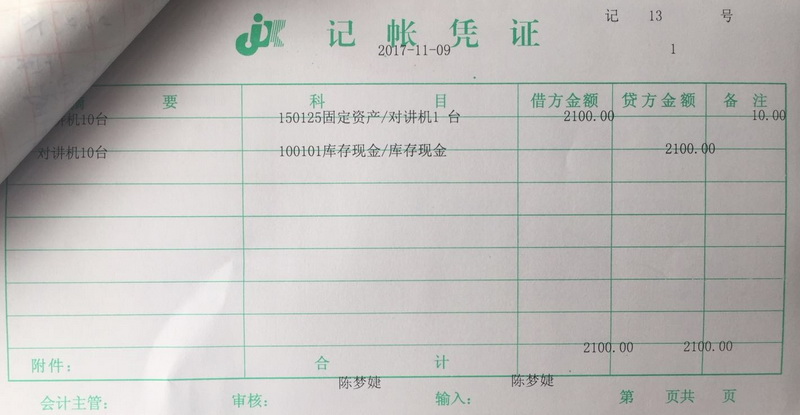 记 13 号
记帐凭证
2017-11-09 1
要 科 目 借方金额 贷方金额 备注
讲机10台 150125固定资产/对讲机1 台 2100.00 10.00
对讲机10台 100101库存现金/库存现金 2100.00
2100.00 2100.00
附件： 合 计
陈梦婕 陈梦婕
会计主管： 审核： 输入： 第 页共 页